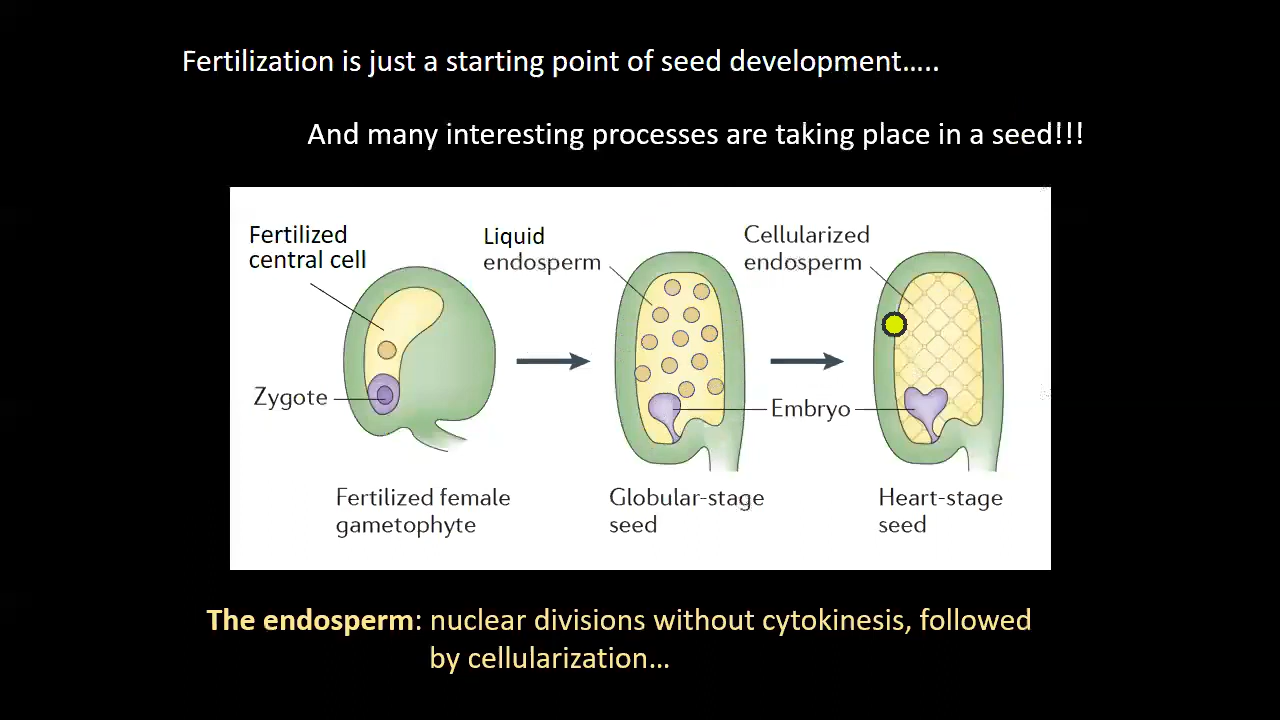 Fertilization is just a starting point of seed development…..
And many interesting processes are taking place in a seed!!!
Fertilized
central cell
Liquid
endosperm
Cellularized
endosperm
Zygote
Embryo
Fertilized female
gametophyte
Globular-stage
seed
Heart-stage
seed
The endosperm: nuclear divisions without cytokinesis, followed
by cellularization…